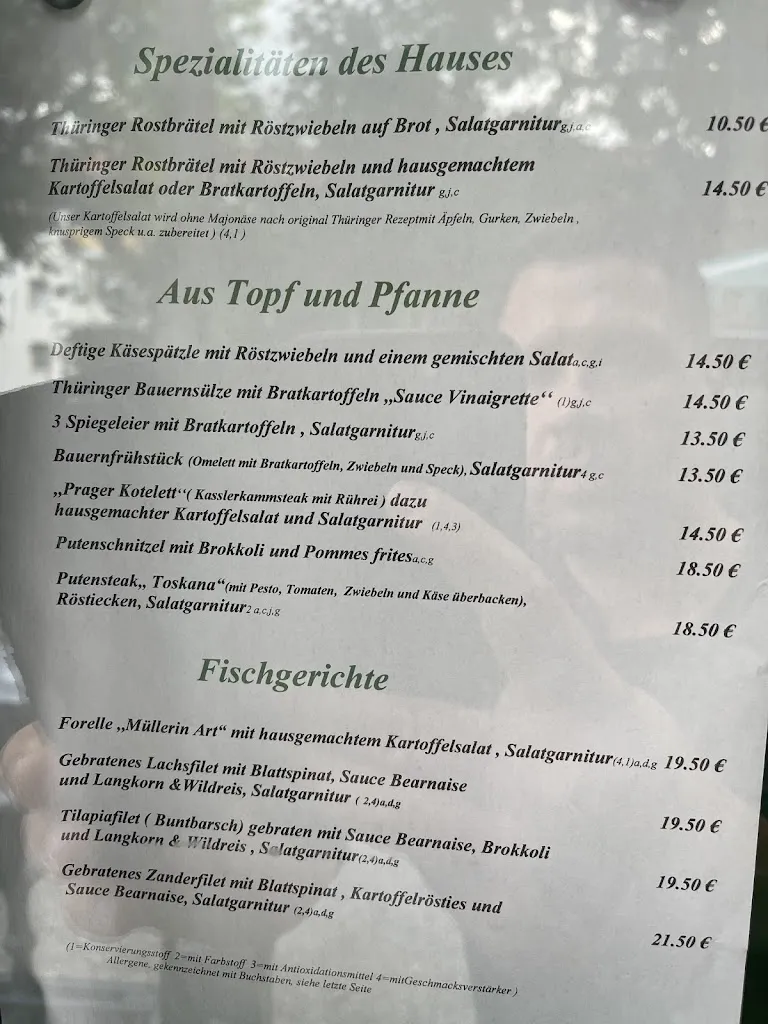 Spezialitäten des Hauses
Thüringer Rostbrätel mit Röstzwiebeln auf Brot , Salatgarniturg,j,a,c 10.50 €
Thüringer Rostbrätel mit Röstzwiebeln und hausgemachtem
Kartoffelsalat oder Bratkartoffeln, Salatgarnitur g,j,c 14.50 €
(Unser Kartoffelsalat wird ohne Majonäse nach original Thüringer Rezeptmit Äpfeln, Gurken, Zwiebeln ,
knusprigem Speck u.a. zubereitet ) (4,1 )
Aus Topf und Pfanne
Deftige Käsespätzle mit Röstzwiebeln und einem gemischten Salata,c,g,i 14.50 €
Thüringer Bauernsülze mit Bratkartoffeln „Sauce Vinaigrette“ (1)g,j,c 14.50 €
3 Spiegeleier mit Bratkartoffeln , Salatgarniturg,j,c 13.50 €
Bauernfrühstück (Omelett mit Bratkartoffeln, Zwiebeln und Speck), Salatgarnitur4 g,c 13.50 €
„Prager Kotelett“( Kasslerkammsteak mit Rührei ) dazu
hausgemachter Kartoffelsalat und Salatgarnitur (1,4,3) 14.50 €
Putenschnitzel mit Brokkoli und Pommes fritesa,c,g 18.50 €
Putensteak„ Toskana“(mit Pesto, Tomaten, Zwiebeln und Käse überbacken),
Röstiecken, Salatgarnitur2 a,c,j,g 18.50 €
Fischgerichte
Forelle „Müllerin Art“ mit hausgemachtem Kartoffelsalat , Salatgarnitur(4,1)a,d,g 19.50 €
Gebratenes Lachsfilet mit Blattspinat, Sauce Bearnaise
und Langkorn &Wildreis, Salatgarnitur ( 2,4)a,d,g 19.50 €
Tilapiafilet ( Buntbarsch) gebraten mit Sauce Bearnaise, Brokkoli
und Langkorn & Wildreis , Salatgarnitur(2,4)a,d,g 19.50 €
Gebratenes Zanderfilet mit Blattspinat , Kartoffelrösties und
Sauce Bearnaise, Salatgarnitur (2,4)a,d,g 21.50 €
(1=Konservierungsstoff 2=mit Farbstoff 3=mit Antioxidationsmittel 4=mitGeschmacksverstärker )
Allergene, gekennzeichnet mit Buchstaben, siehe letzte Seite